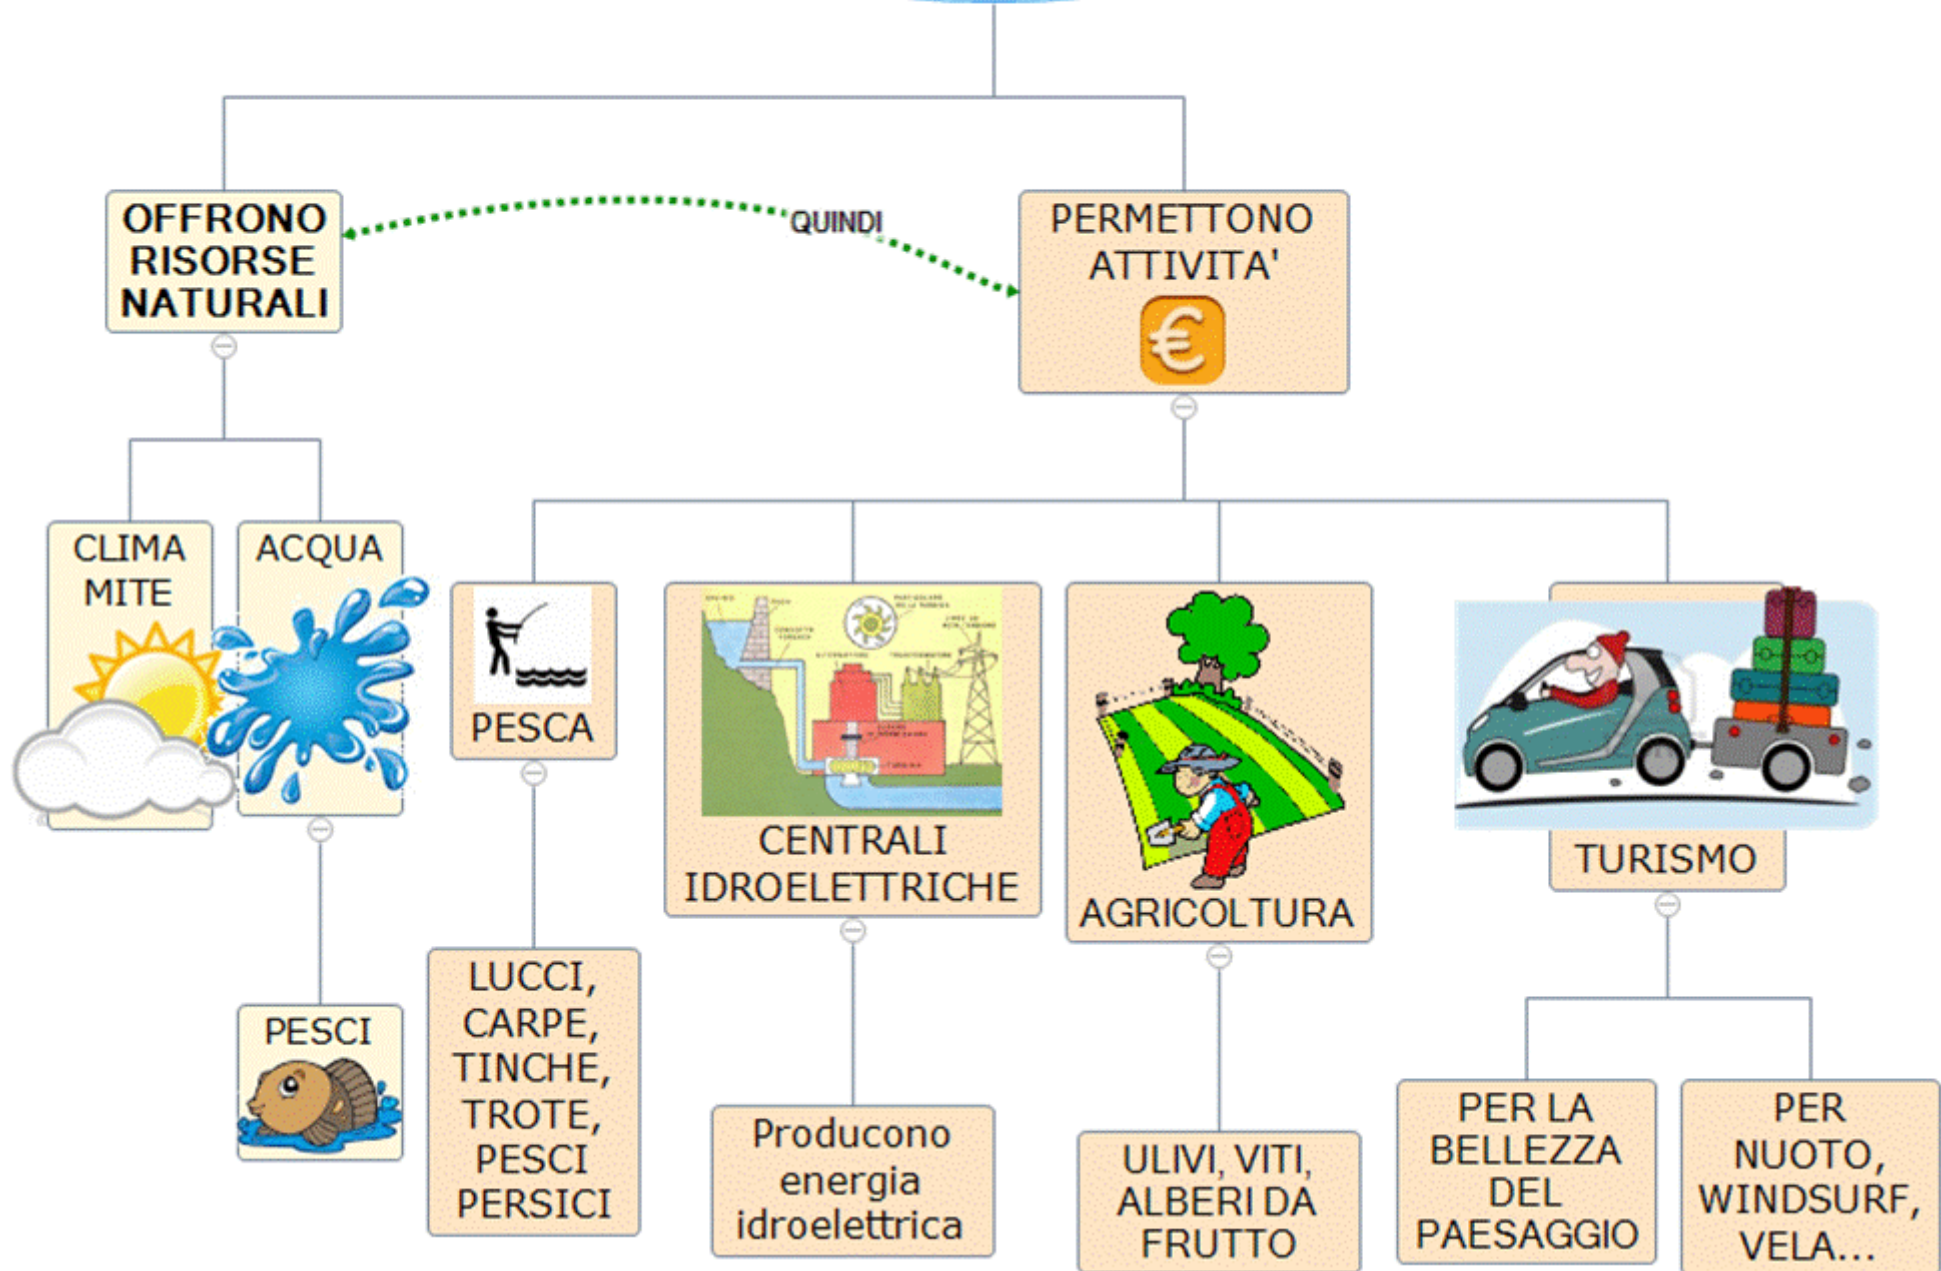 OFFRONO
RISORSE
NATURALI
QUINDI
PERMETTONO
ATTIVITA'
€
CLIMA
MITE
ACQUA
PESCI
PESCA
LUCCI,
CARPE,
TINCHE,
TROTE,
PESCI
PERSICI
CENTRALI
IDROELETTRICHE
Producono
energia
idroelettrica
AGRICOLTURA
ULIVI, VITI,
ALBERI DA
FRUTTO
TURISMO
PER LA
BELLEZZA
DEL
PAESAGGIO
PER
NUOTO,
WINDSURF,
VELA...